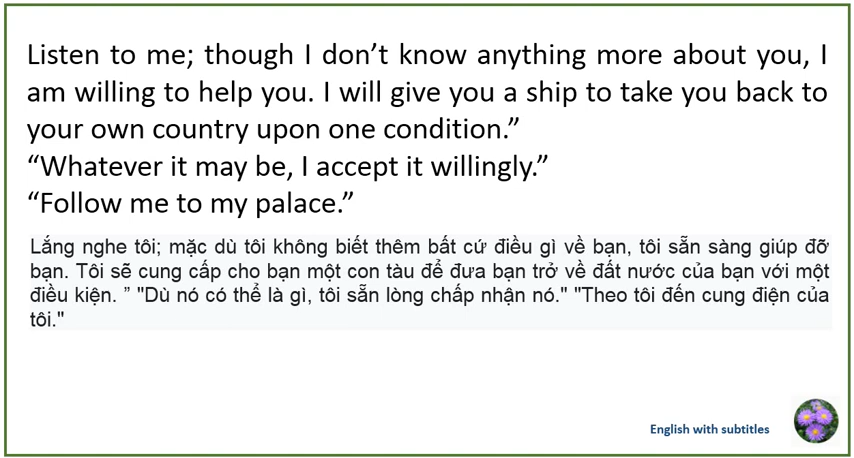 Listen to me; though I don’t know anything more about you, I
am willing to help you. I will give you a ship to take you back to
your own country upon one condition.”
“Whatever it may be, I accept it willingly.”
“Follow me to my palace.”
Lắng nghe tôi; mặc dù tôi không biết thêm bất cứ điều gì về bạn, tôi sẵn sàng giúp đỡ
bạn. Tôi sẽ cung cấp cho bạn một con tàu để đưa bạn trở về đất nước của bạn với một
điều kiện. ” "Dù nó có thể là gì, tôi sẵn lòng chấp nhận nó." "Theo tôi đến cung điện của
tôi."
English with subtitles